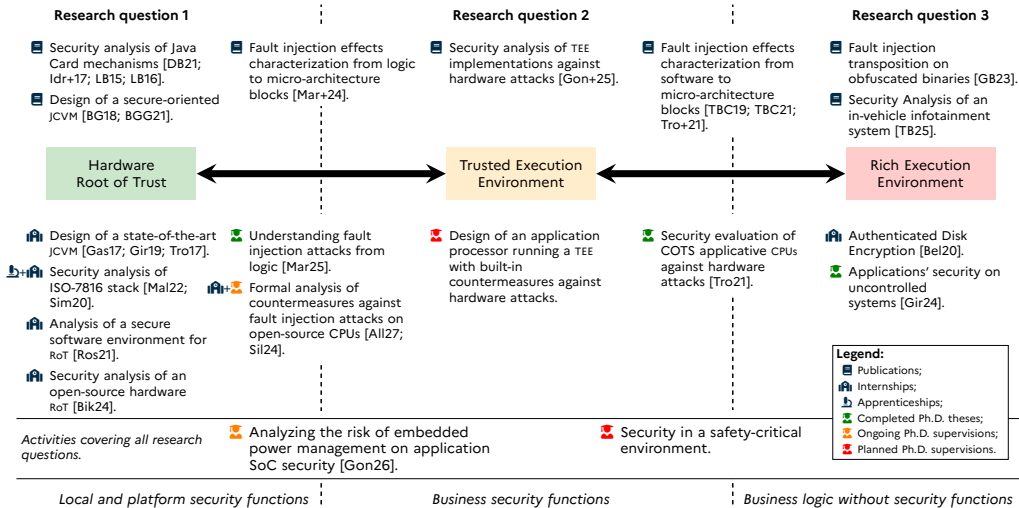 Research question 1
Research question 2
Research question 3
Security analysis of Java
Card mechanisms [DB21;
Idr+17; LB15; LB16].
Design of a secure-oriented
JCVM [BG18; BGG21].
Fault injection effects
characterization from logic
to micro-architecture
blocks [Mar+24].
Security analysis of TEE
implementations against
hardware attacks [Gon+25].
Fault injection effects
characterization from
software to
micro-architecture
blocks [TBC19; TBC21;
Tro+21].
Fault injection
transposition on
obfuscated binaries [GB23].
Security Analysis of an
in-vehicle infotainment
system [TB25].
Hardware
Root of Trust
Trusted Execution
Environment
Rich Execution
Environment
Design of a state-of-the-art
JCVM [Gas17; Gir19; Tro17].
+
Security analysis of
ISO-7816 stack [Mal22;
Sim20].
Analysis of a secure
software environment for
RoT [Ros21].
Security analysis of an
open-source hardware
RoT [Bik24].
Understanding fault
injection attacks from
logic [Mar25].
+
Formal analysis of
countermeasures against
fault injection attacks on
open-source CPUs [All27;
Sil24].
Design of an application
processor running a TEE
with built-in
countermeasures against
hardware attacks.
Security evaluation of
COTS applicative CPUs
against hardware
attacks [Tro21].
Authenticated Disk
Encryption [Bel20].
Applications' security on
uncontrolled
systems [Gir24].
Legend:
Publications;
Internships;
Apprenticeships;
Completed Ph.D. theses;
Ongoing Ph.D. supervisions;
Planned Ph.D. supervisions.
Activities covering all research
questions.
Analyzing the risk of embedded
power management on application
SoC security [Gon26].
Security in a safety-critical
environment.
Local and platform security functions
Business security functions
Business logic without security functions